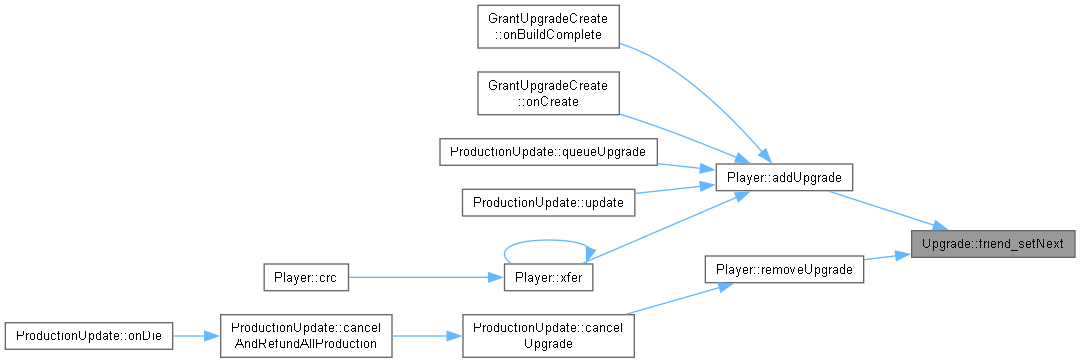 GrantUpgradeCreate
::onBuildComplete
GrantUpgradeCreate
::onCreate
ProductionUpdate::queueUpgrade
Player::addUpgrade
ProductionUpdate::update
Upgrade::friend_setNext
Player::crc
Player::xfer
Player::removeUpgrade
ProductionUpdate::onDie
ProductionUpdate::cancel
AndRefundAllProduction
ProductionUpdate::cancel
Upgrade